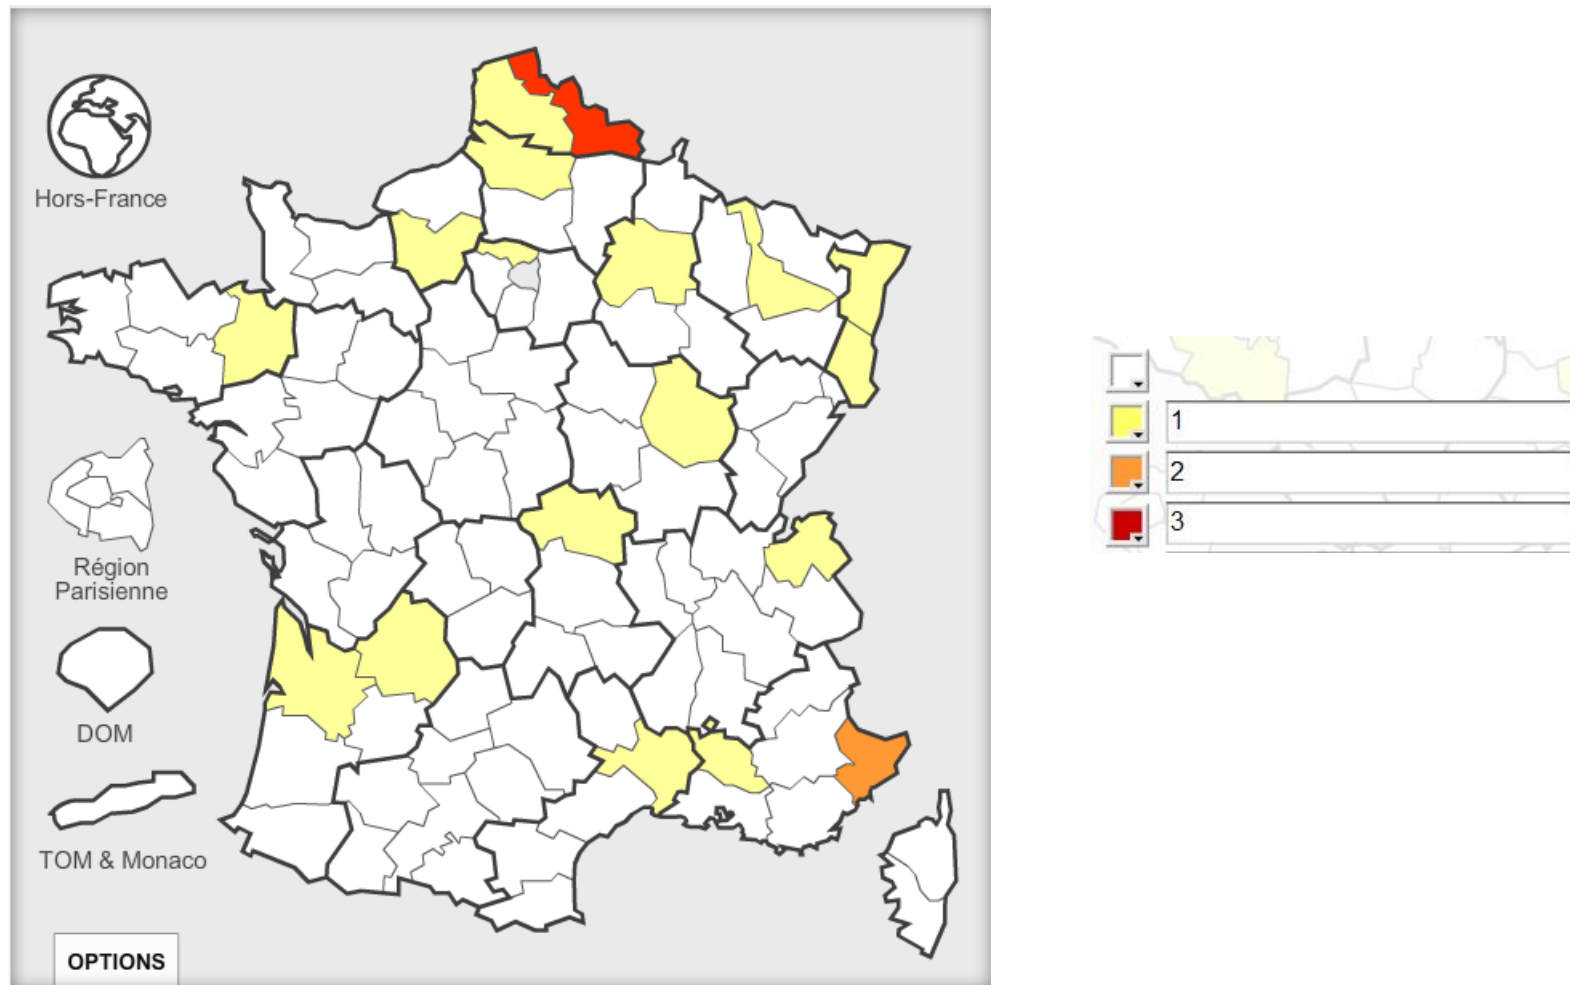 Hors-France
Région
Parisienne
DOM
TOM & Monaco
OPTIONS
1
2
3